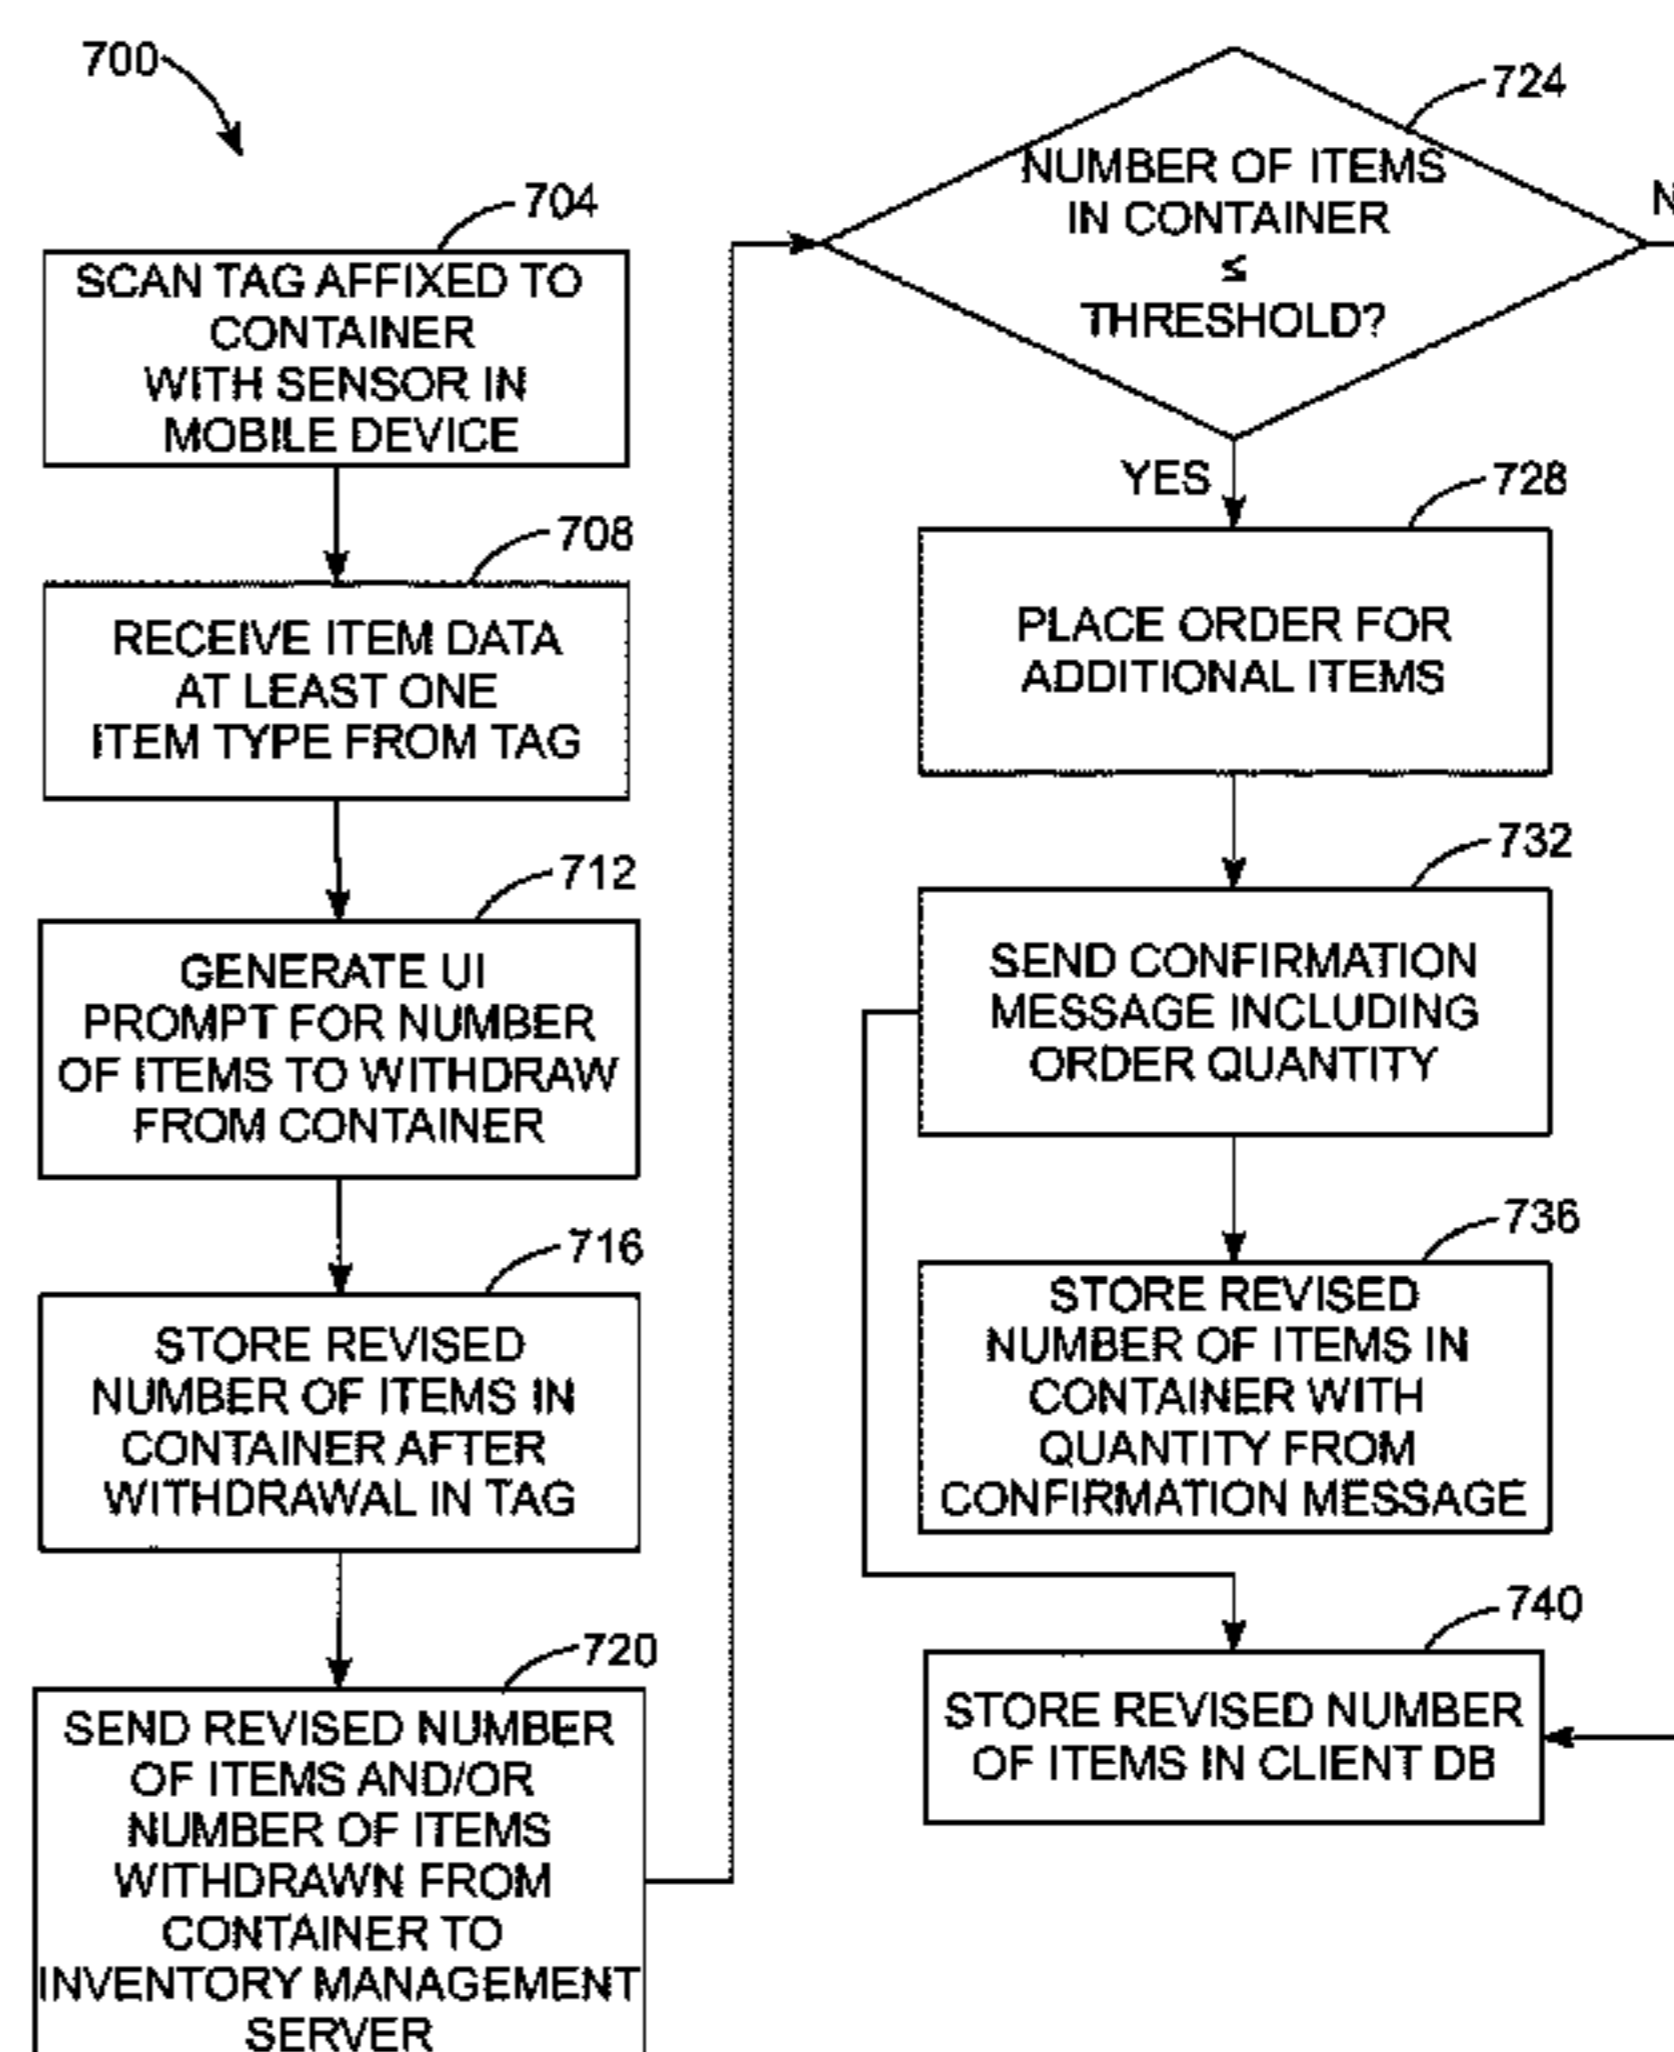 700
704
SCAN TAG AFFIXED TO
CONTAINER
WITH SENSOR IN
MOBILE DEVICE
708
RECEIVE ITEM DATA
AT LEAST ONE
ITEM TYPE FROM TAG
712
GENERATE UI
PROMPT FOR NUMBER
OF ITEMS TO WITHDRAW
FROM CONTAINER
716
STORE REVISED
NUMBER OF ITEMS IN
CONTAINER AFTER
WITHDRAWAL IN TAG
720
SEND REVISED NUMBER
OF ITEMS AND/OR
NUMBER OF ITEMS
WITHDRAWN FROM
CONTAINER TO
INVENTORY MANAGEMENT
SERVER
724
NUMBER OF ITEMS
IN CONTAINER
≤
THRESHOLD?
YES
728
PLACE ORDER FOR
ADDITIONAL ITEMS
732
SEND CONFIRMATION
MESSAGE INCLUDING
ORDER QUANTITY
736
STORE REVISED
NUMBER OF ITEMS IN
CONTAINER WITH
QUANTITY FROM
CONFIRMATION MESSAGE
740
STORE REVISED NUMBER
OF ITEMS IN CLIENT DB